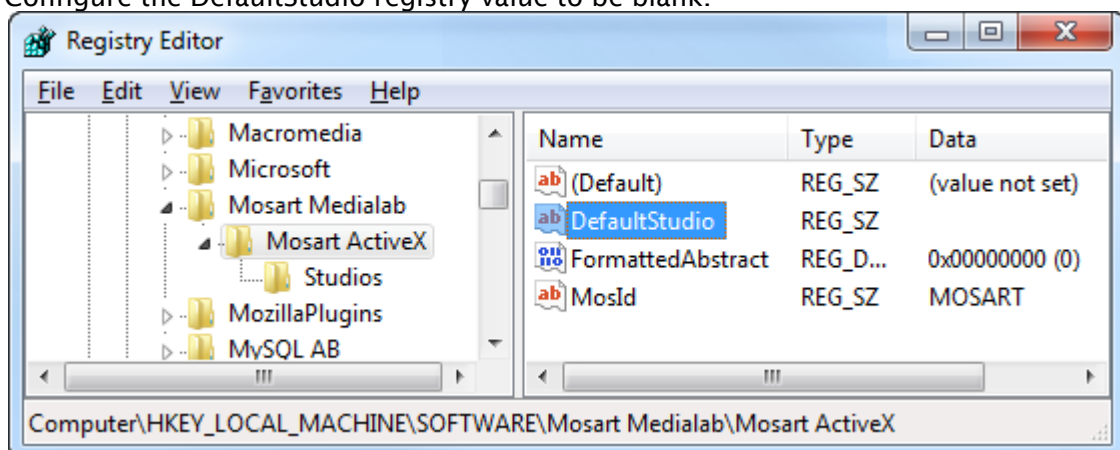 Configure the DefaultStudio registry value to be blank.
Registry Editor
File Edit View Favorites Help
Macromedia
Microsoft
Mosart Medialab
Mosart ActiveX
Studios
MozillaPlugins
MySQL AB
Name Type Data
(Default) REG_SZ (value not set)
DefaultStudio REG_SZ
FormattedAbstract REG_D... 0x00000000 (0)
MosId REG_SZ MOSART
Computer\HKEY_LOCAL_MACHINE\SOFTWARE\Mosart Medialab\Mosart ActiveX